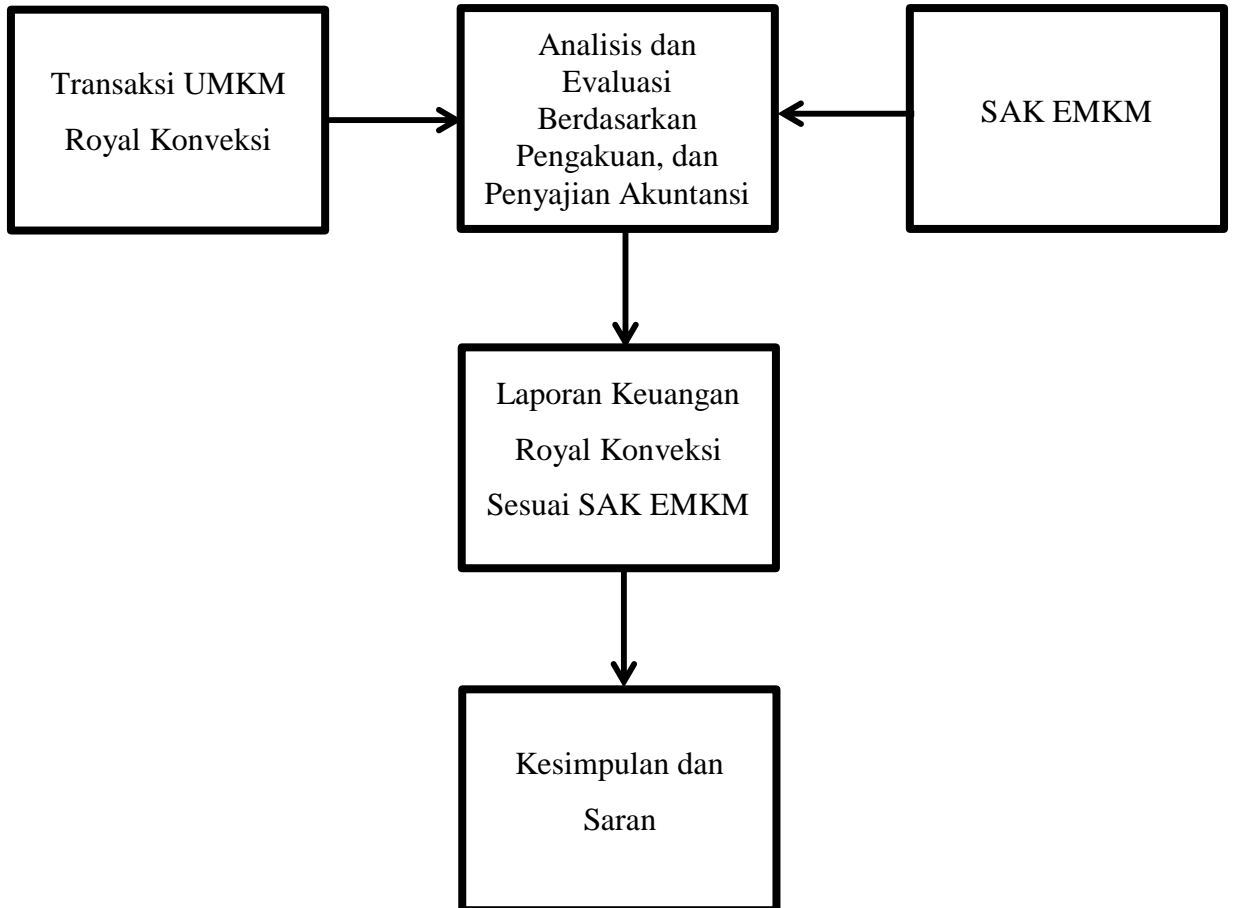 Transaksi UMKM
Royal Konveksi
Analisis dan
Evaluasi
Berdasarkan
Pengakuan, dan
Penyajian Akuntansi
SAK EMKM
Laporan Keuangan
Royal Konveksi
Sesuai SAK EMKM
Kesimpulan dan
Saran